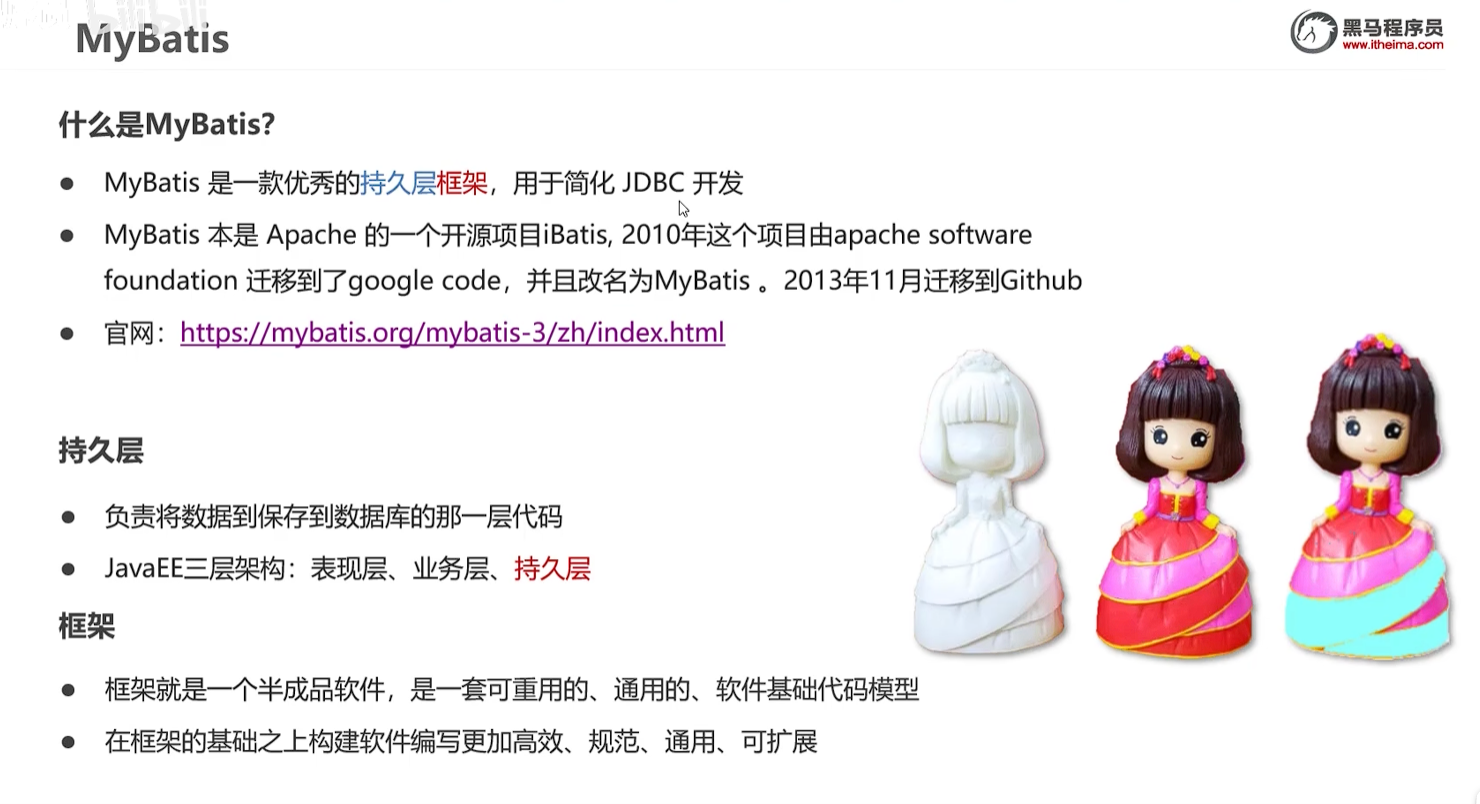 bilibili
MyBatis
黑马程序员
www.itheima.com
什么是MyBatis?
● MyBatis 是一款优秀的持久层框架，用于简化 JDBC 开发
● MyBatis 本是 Apache 的一个开源项目iBatis, 2010年这个项目由apache software
foundation 迁移到了google code，并且改名为MyBatis 。2013年11月迁移到Github
● 官网：https://mybatis.org/mybatis-3/zh/index.html
持久层
● 负责将数据到保存到数据库的那一层代码
● JavaEE三层架构：表现层、业务层、持久层
框架
● 框架就是一个半成品软件，是一套可重用的、通用的、软件基础代码模型
● 在框架的基础之上构建软件编写更加高效、规范、通用、可扩展